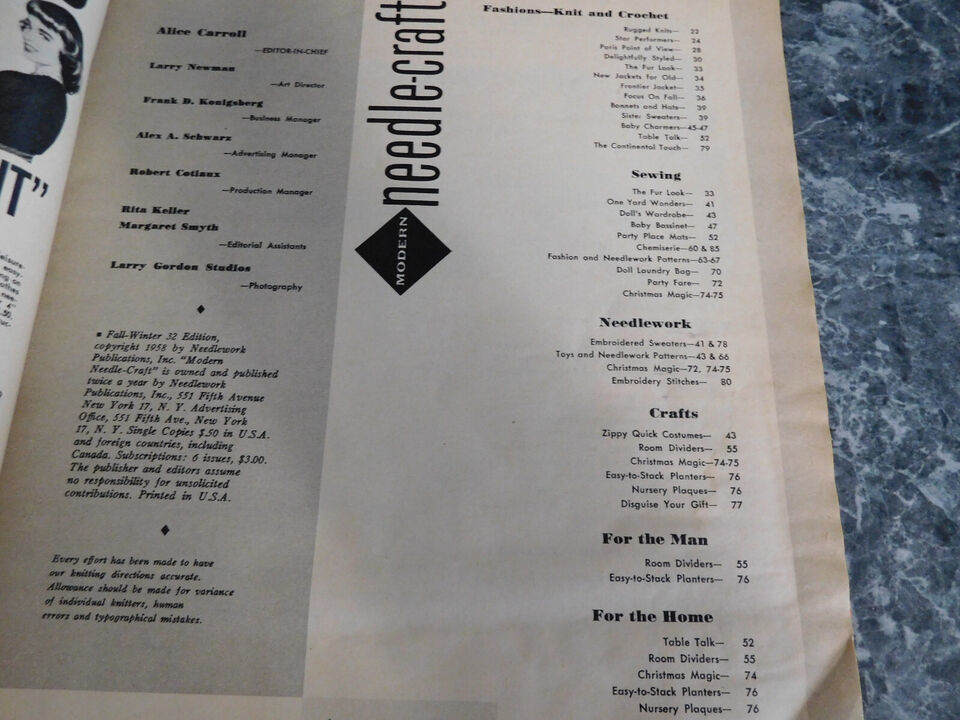 IT"
Alice Carroll
—EDITOR-IN-CHIEF
Larry Newman
—Art Director
Frank D. Konigsberg
—Business Manager
Alex A. Schwarz
—Advertising Manager
Robert Cotiaux
—Production Manager
Rita Keller
Margaret Smyth
—Editorial Assistants
Larry Gordon Studios
—Photography
■ Fall-Winter 32 Edition,
copyright 1958 by Needlework
Publications, Inc. "Modern
Needle-Craft" is owned and published
twice a year by Needlework
Publications, Inc., 551 Fifth Avenue
New York 17, N. Y. Advertising
Office, 551 Fifth Ave., New York
17, N. Y. Single Copies $.50 in U.S.A.
and foreign countries, including
Canada. Subscriptions: 6 issues, $3.00.
The publisher and editors assume
no responsibility for unsolicited
contributions. Printed in U.S.A.
Every effort has been made to have
our knitting directions accurate.
Allowance should be made for variance
of individual knitters, human
errors and typographical mistakes.
MODERN
needle-craft
Fashions—Knit and Crochet
Rugged Knits— 22
Star Performers— 24
Paris Point of View— 28
Delightfully Styled— 30
The Fur Look— 33
New Jackets for Old— 34
Frontier Jacket— 35
Focus On Fall— 36
Bonnets and Hats— 39
Sister Sweaters— 39
Baby Charmers—45-47
Table Talk— 52
The Continental Touch— 79
Sewing
The Fur Look— 33
One Yard Wonders— 41
Doll's Wardrobe— 43
Baby Bassinet— 47
Party Place Mats— 52
Chemiserie—60 & 85
Fashion and Needlework Patterns—63-67
Doll Laundry Bag— 70
Party Fare— 72
Christmas Magic—74-75
Needlework
Embroidered Sweaters—41 & 78
Toys and Needlework Patterns—43 & 66
Christmas Magic—72, 74-75
Embroidery Stitches— 80
Crafts
Zippy Quick Costumes— 43
Room Dividers— 55
Christmas Magic—74-75
Easy-to-Stack Planters— 76
Nursery Plaques— 76
Disguise Your Gift— 77
For the Man
Room Dividers— 55
Easy-to-Stack Planters— 76
For the Home
Table Talk— 52
Room Dividers— 55
Christmas Magic— 74
Easy-to-Stack Planters— 76
Nursery Plaques— 76